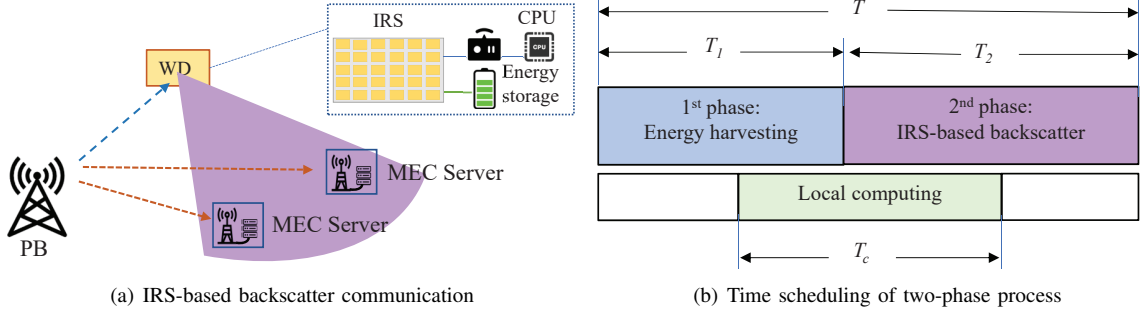 IRS
CPU
CPU
Energy
storage
WD
MEC Server
MEC Server
PB
(a) IRS-based backscatter communication
T
T1
T2
1st phase:
Energy harvesting
2nd phase:
IRS-based backscatter
Local computing
Tc
(b) Time scheduling of two-phase process